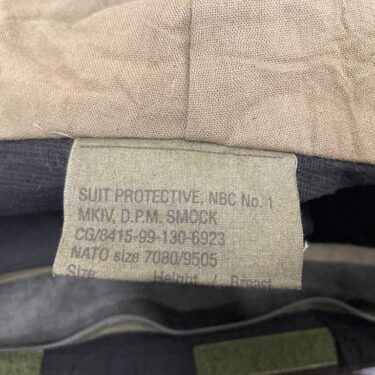 SUIT PROTECTIVE, NBC No. 1
MKIV, D.P.M. SMOCK
CG/8415-99-130-6923
NATO size 7080/9505
Size Height / Breast